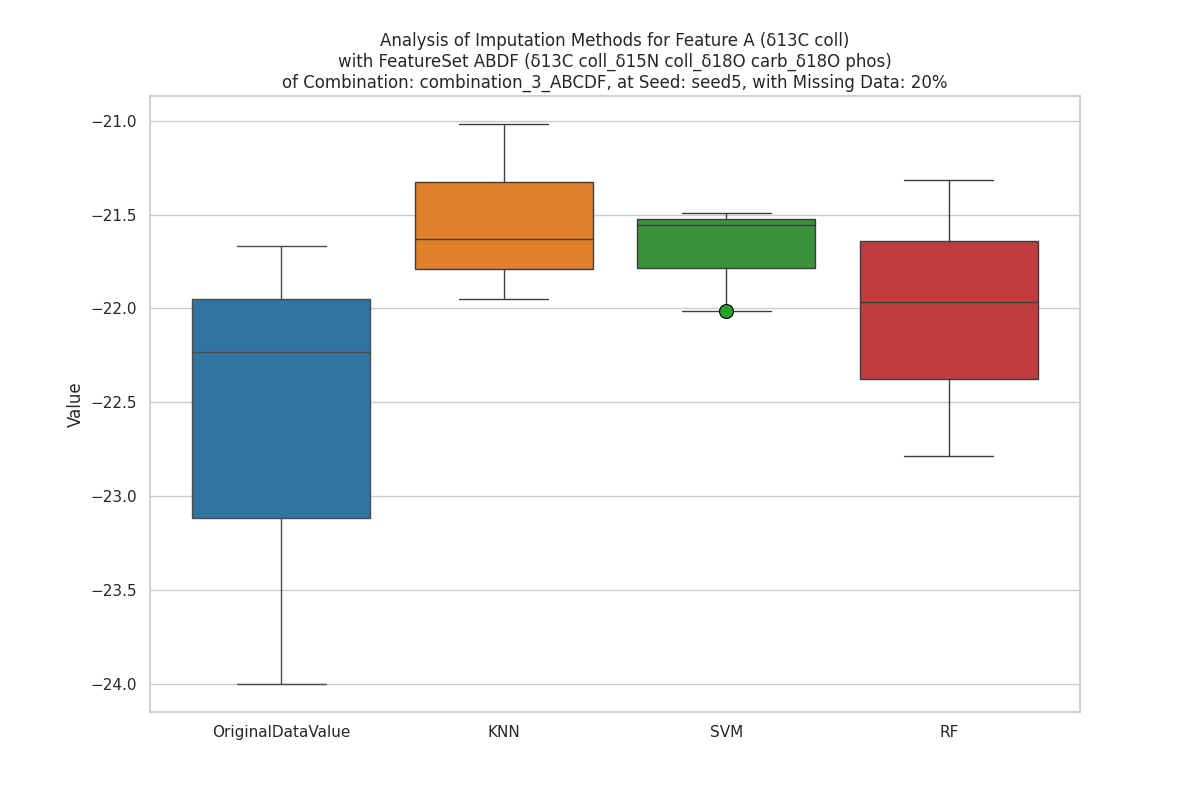 Analysis of Imputation Methods for Feature A (δ13C coll)
with FeatureSet ABDF (δ13C coll_δ15N coll_δ18O carb_δ18O phos)
of Combination: combination_3_ABCDF, at Seed: seed5, with Missing Data: 20%
−21.0
−21.5
−22.0
−22.5
−23.0
−23.5
−24.0
Value
OriginalDataValue
KNN
SVM
RF